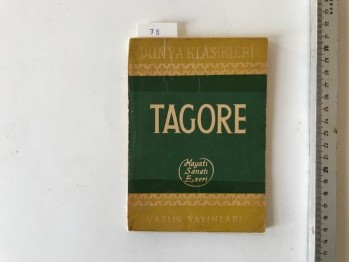 78
DÜNYA KLASİKLERİ
TAGORE
Hayatı
Sanatı
Eseri
VARLIK YAYINLARI